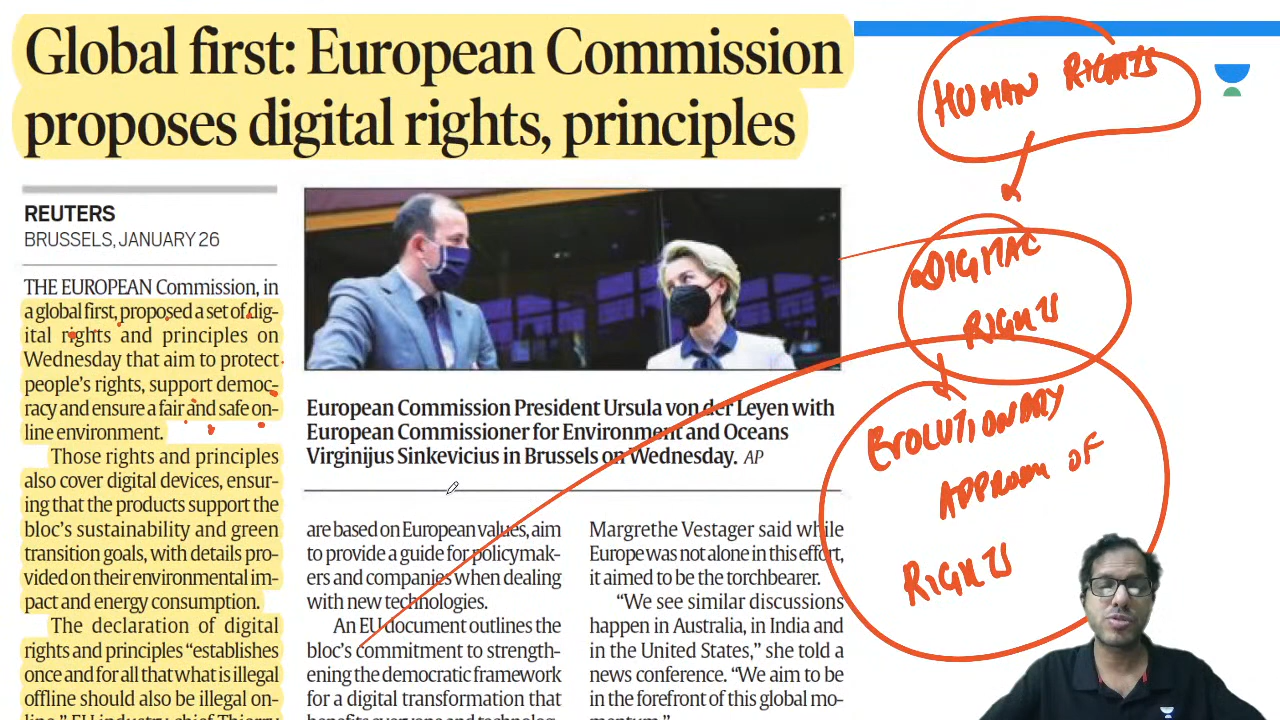 Global first: European Commission
proposes digital rights, principles
REUTERS
BRUSSELS, JANUARY 26
THE EUROPEAN Commission, in
a global first, proposed a set of dig-
ital rights and principles on
Wednesday that aim to protect
people's rights, support democ-
racy and ensure a fair and safe on-
line environment.
Those rights and principles
also cover digital devices, ensur-
ing that the products support the
bloc's sustainability and green
transition goals, with details pro-
vided on their environmental im-
pact and energy consumption.
The declaration of digital
rights and principles “establishes
once and for all that what is illegal
offline should also be illegal on-
line,” EU industry chief Thierry
European Commission President Ursula von der Leyen with
European Commissioner for Environment and Oceans
Virginijus Sinkevicius in Brussels on Wednesday. AP
are based on European values, aim
to provide a guide for policymak-
ers and companies when dealing
with new technologies.
An EU document outlines the
bloc's commitment to strength-
ening the democratic framework
for a digital transformation that
benefits everyone and technolog-
Margrethe Vestager said while
Europe was not alone in this effort,
it aimed to be the torchbearer.
“We see similar discussions
happen in Australia, in India and
in the United States,” she told a
news conference. “We aim to be
in the forefront of this global mo-
mentum.”
HUMAN RIGHTS
DIGITAL
RIGHTS
EVOLUTIONARY
OF
RIGHTS